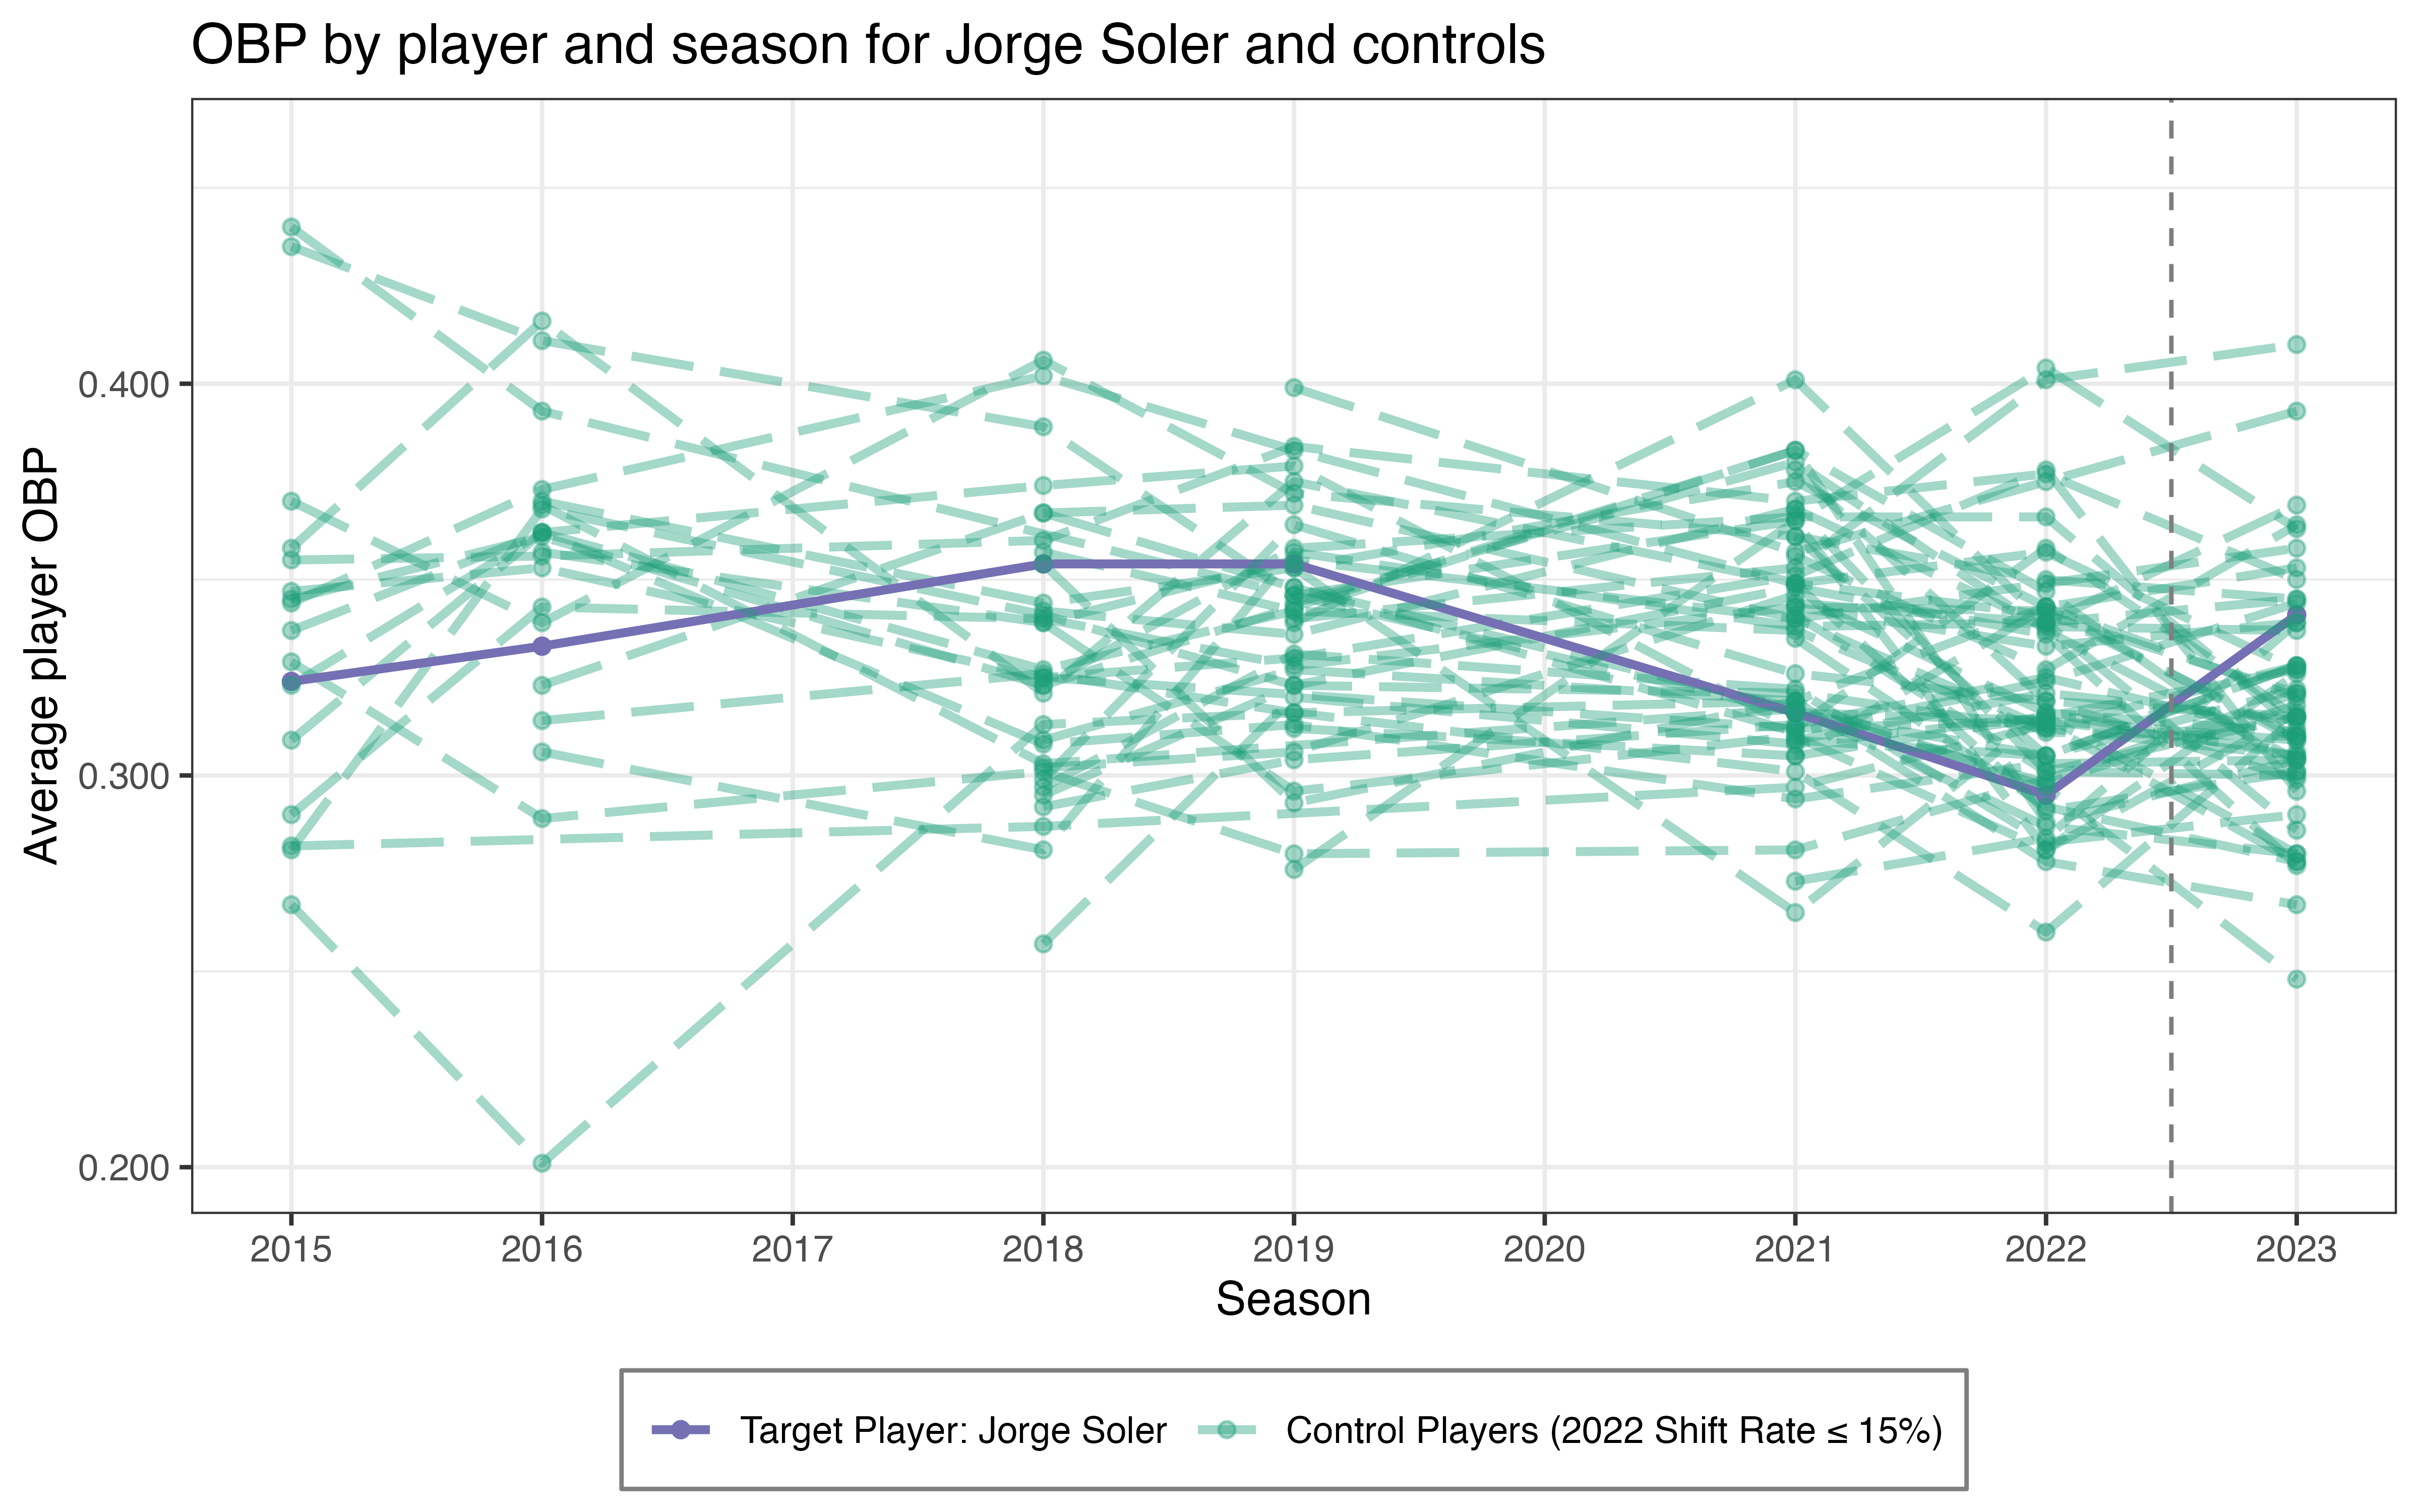 OBP by player and season for Jorge Soler and controls
Average player OBP
0.400
0.300
0.200
2015 2016 2017 2018 2019 2020 2021 2022 2023
Season
Target Player: Jorge Soler Control Players (2022 Shift Rate ≤ 15%)